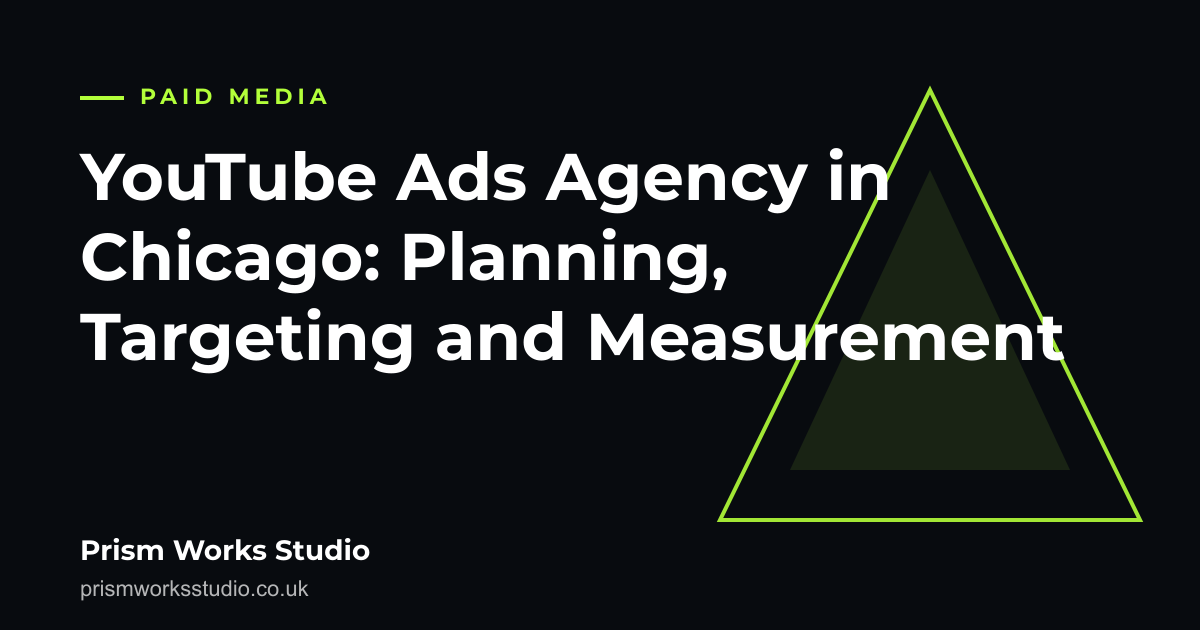 PAID MEDIA
YouTube Ads Agency in
Chicago: Planning,
Targeting and Measurement
Prism Works Studio
prismworksstudio.co.uk